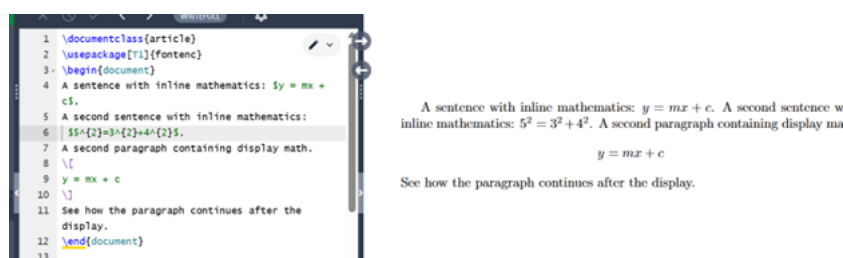 WRITEFULL
1 \documentclass{article}
2 \usepackage[T1]{fontenc}
3 \begin{document}
4 A sentence with inline mathematics: $y = mx +
c$.
5 A second sentence with inline mathematics:
6 $5^{2}=3^{2}+4^{2}$.
7 A second paragraph containing display math.
8 \[
9 y = mx + c
10 \]
11 See how the paragraph continues after the
display.
12 \end{document}
13
A sentence with inline mathematics: y = mx + c. A second sentence w
inline mathematics: 5² = 3² + 4². A second paragraph containing display ma
y = mx + c
See how the paragraph continues after the display.